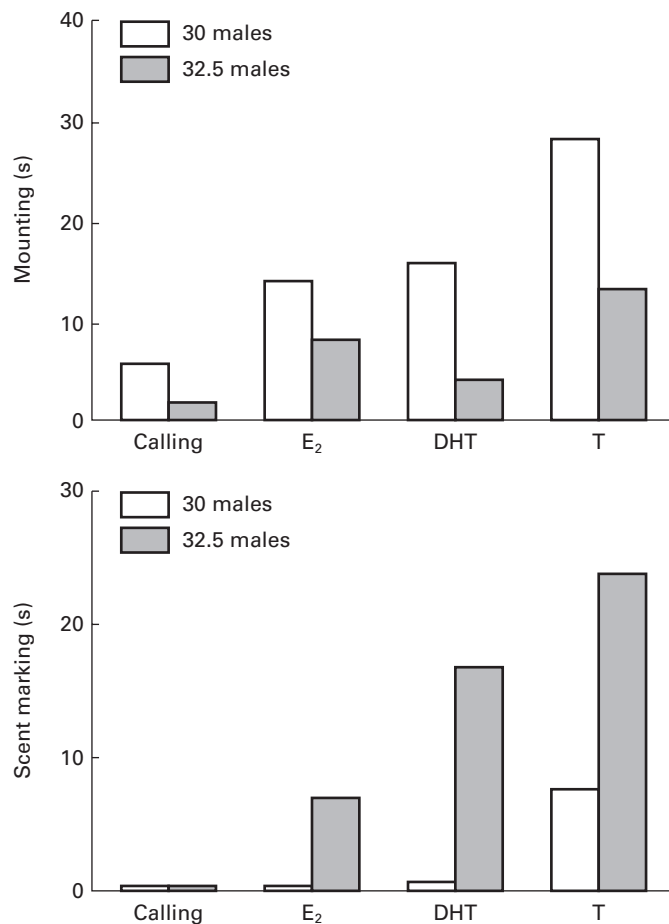 40
30 males
32.5 males
30
Mounting (s)
20
10
0
Calling E₂ DHT T
30
30 males
32.5 males
20
Scent marking (s)
10
0
Calling E₂ DHT T